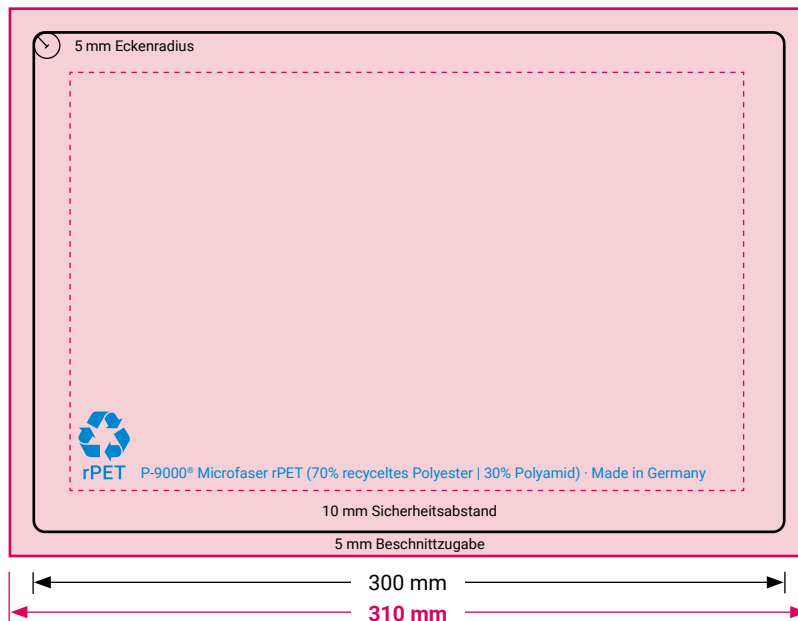 5 mm Eckenradius
rPET
P-9000® Microfaser rPET (70% recyceltes Polyester | 30% Polyamid) · Made in Germany
10 mm Sicherheitsabstand
5 mm Beschnittzugabe
300 mm
310 mm